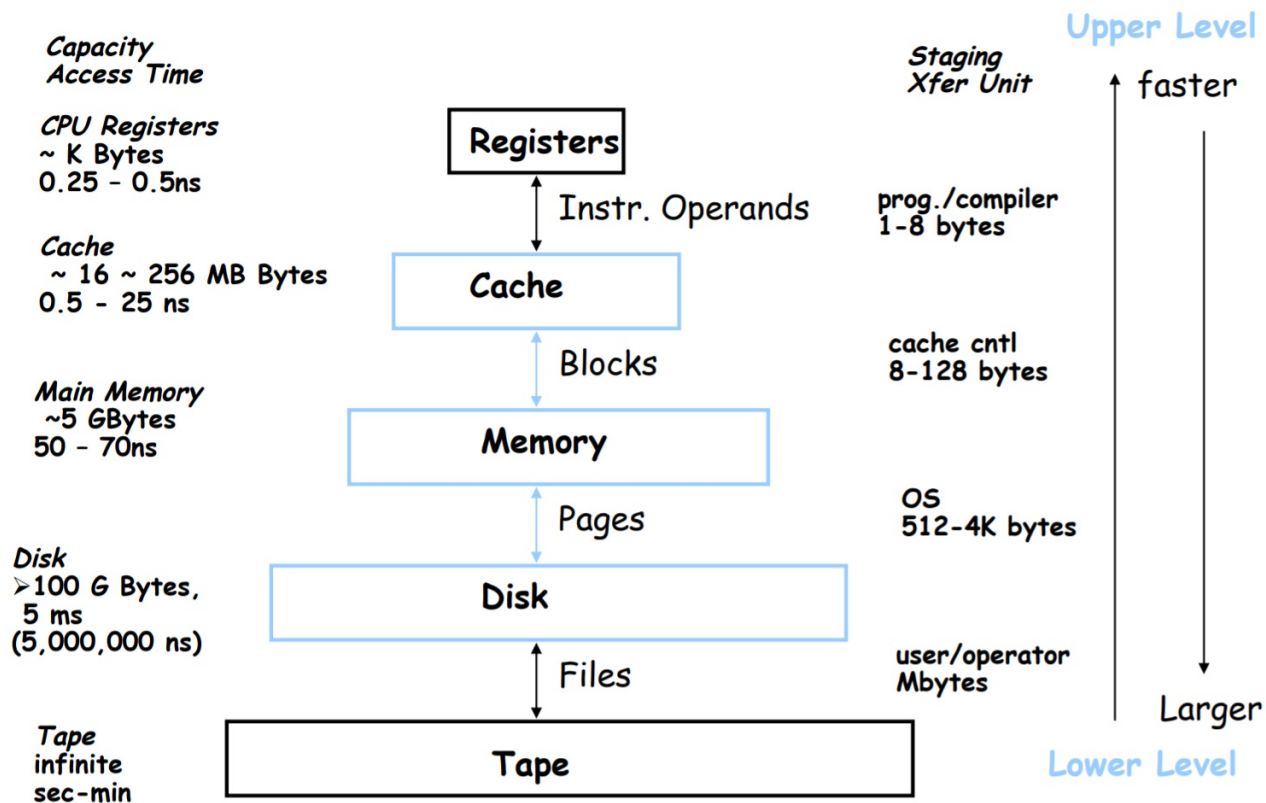 Upper Level
Capacity
Access Time
Staging
Xfer Unit
faster
CPU Registers
~ K Bytes
0.25 – 0.5ns
Registers
Instr. Operands
prog./compiler
1-8 bytes
Cache
~ 16 ~ 256 MB Bytes
0.5 - 25 ns
Cache
Blocks
cache cntl
8-128 bytes
Main Memory
~5 GBytes
50 – 70ns
Memory
Pages
OS
512-4K bytes
Disk
➢100 G Bytes,
5 ms
(5,000,000 ns)
Disk
Files
user/operator
Mbytes
Larger
Tape
infinite
sec-min
Tape
Lower Level